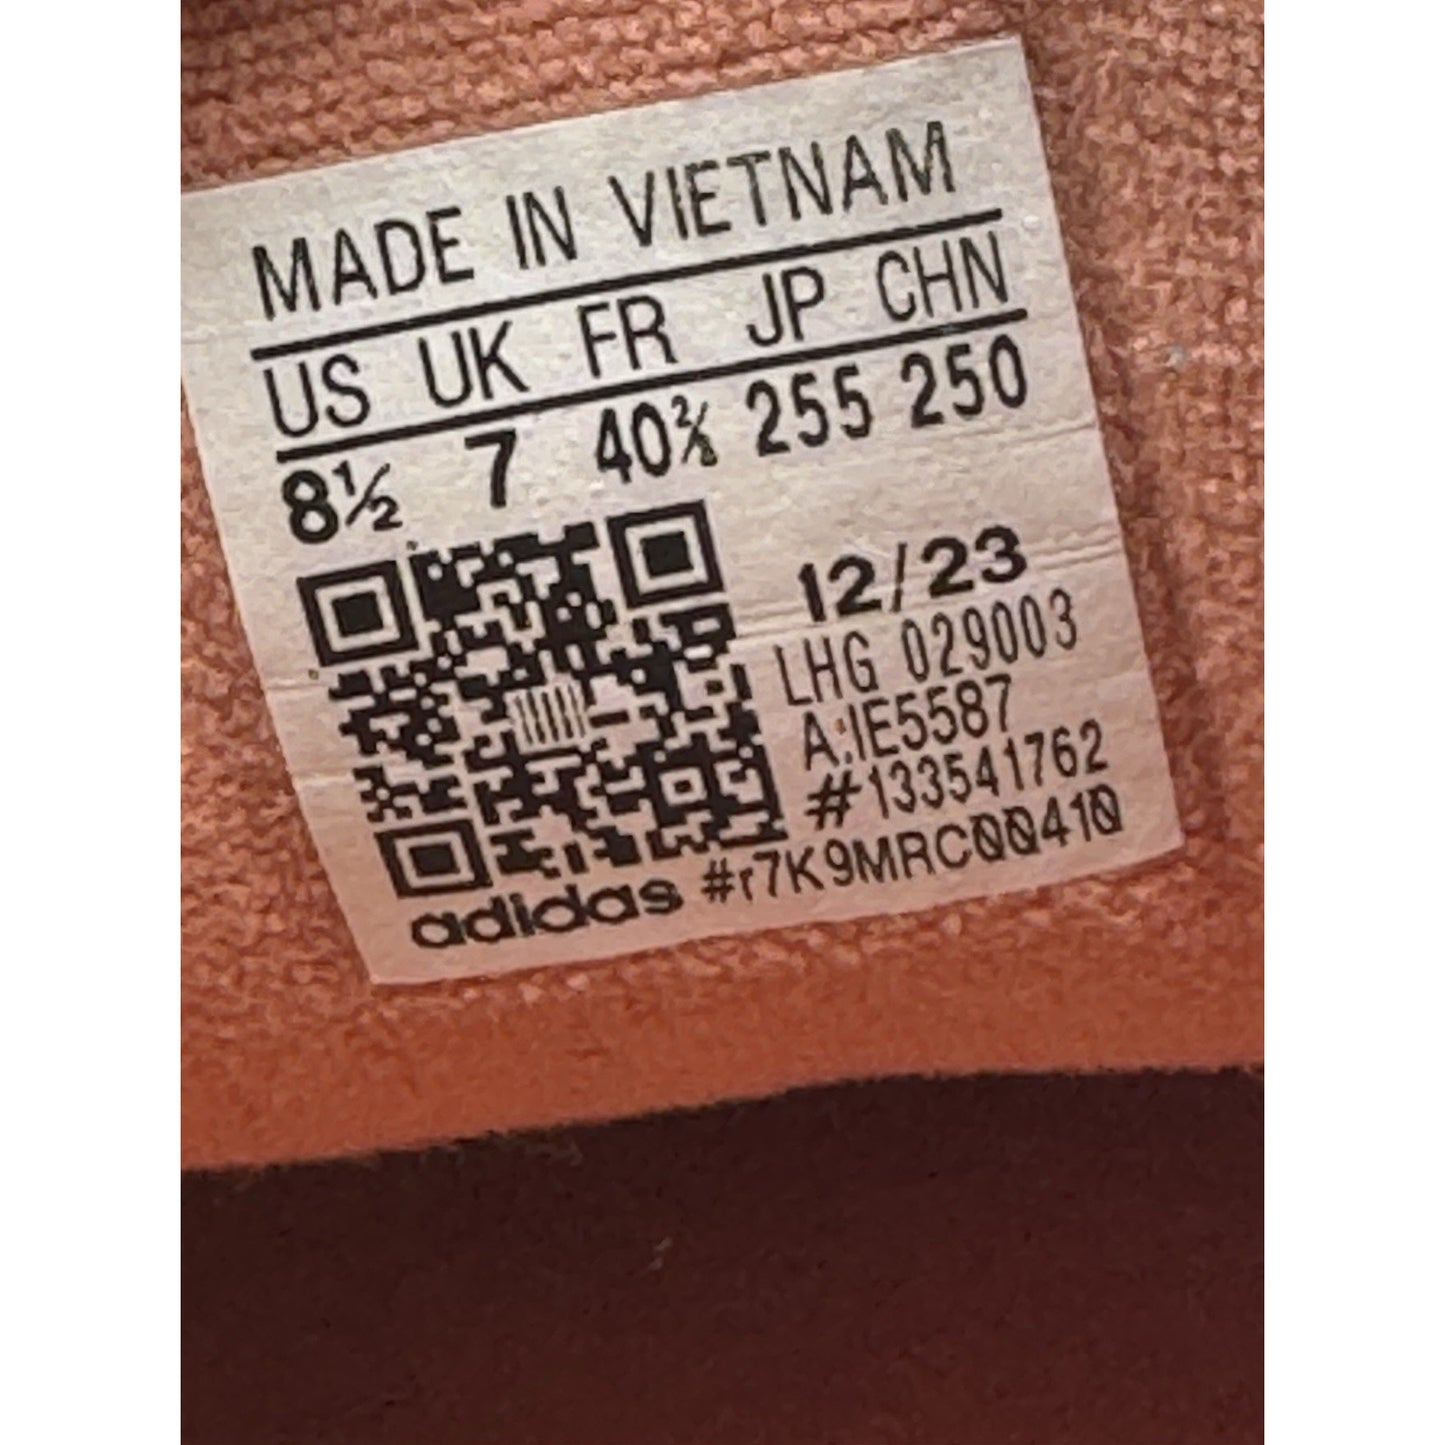 MADE IN VIETNAM
US UK FR JP CHN
8½ 7 40⅔ 255 250
12/23
LHG 029003
A:IE5587
#133541762
adidas #r7K9MRC00410